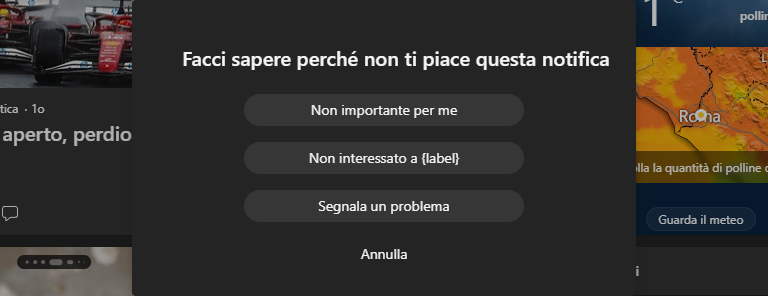 Facci sapere perché non ti piace questa notifica
Non importante per me
Non interessato a {label}
Segnala un problema
Annulla
tica · 1o
aperto, perdio
1
polline
Roma
lla la quantità di polline
Guarda il meteo